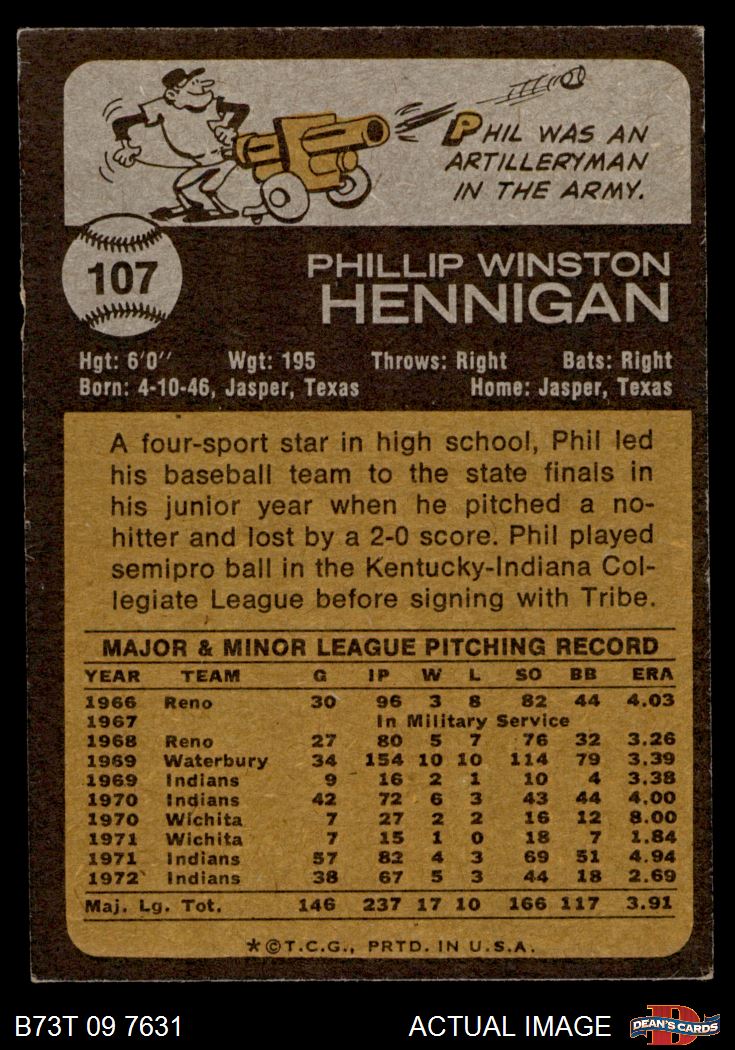 PHIL WAS AN
ARTILLERYMAN
IN THE ARMY.
107
PHILLIP WINSTON
HENNIGAN
Hgt: 6'0'' Wgt: 195 Throws: Right Bats: Right
Born: 4-10-46, Jasper, Texas Home: Jasper, Texas
A four-sport star in high school, Phil led
his baseball team to the state finals in
his junior year when he pitched a no-
hitter and lost by a 2-0 score. Phil played
semipro ball in the Kentucky-Indiana Col-
legiate League before signing with Tribe.
MAJOR & MINOR LEAGUE PITCHING RECORD
YEAR TEAM G IP W L SO BB ERA
1966 Reno 30 96 3 8 82 44 4.03
1967 In Military Service
1968 Reno 27 80 5 7 76 32 3.26
1969 Waterbury 34 154 10 10 114 79 3.39
1969 Indians 9 16 2 1 10 4 3.38
1970 Indians 42 72 6 3 43 44 4.00
1970 Wichita 7 27 2 2 16 12 8.00
1971 Wichita 7 15 1 0 18 7 1.84
1971 Indians 57 82 4 3 69 51 4.94
1972 Indians 38 67 5 3 44 18 2.69
Maj. Lg. Tot. 146 237 17 10 166 117 3.91
*©T.C.G., PRTD. IN U.S.A.
B73T 09 7631 ACTUAL IMAGE D DEAN'S CARDS